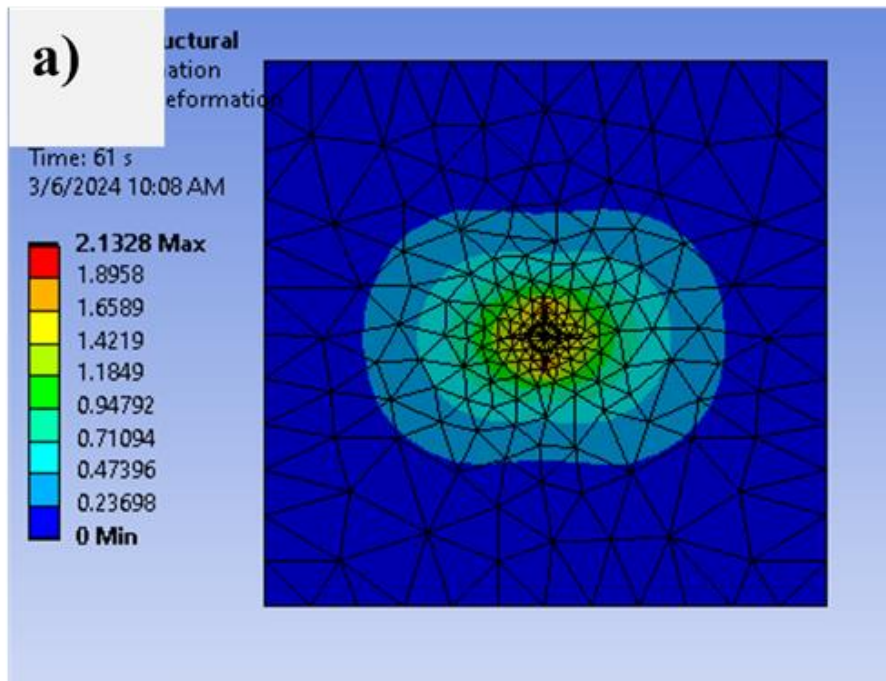 a)
uctural
ation
eformation
Time: 61 s
3/6/2024 10:08 AM
2.1328 Max
1.8958
1.6589
1.4219
1.1849
0.94792
0.71094
0.47396
0.23698
0 Min